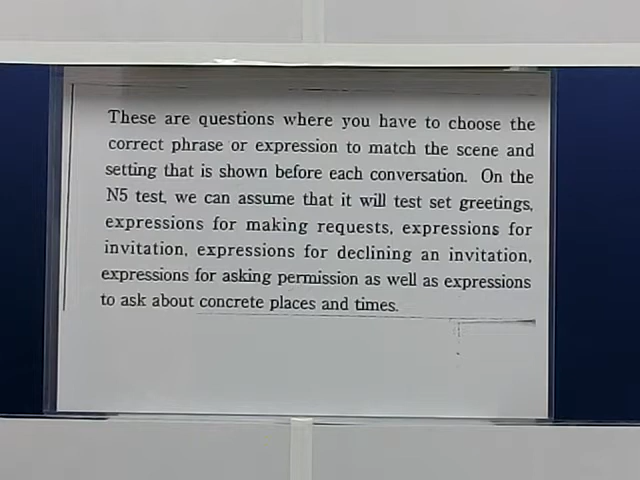 These are questions where you have to choose the
correct phrase or expression to match the scene and
setting that is shown before each conversation. On the
N5 test, we can assume that it will test set greetings,
expressions for making requests, expressions for
invitation, expressions for declining an invitation,
expressions for asking permission as well as expressions
to ask about concrete places and times.